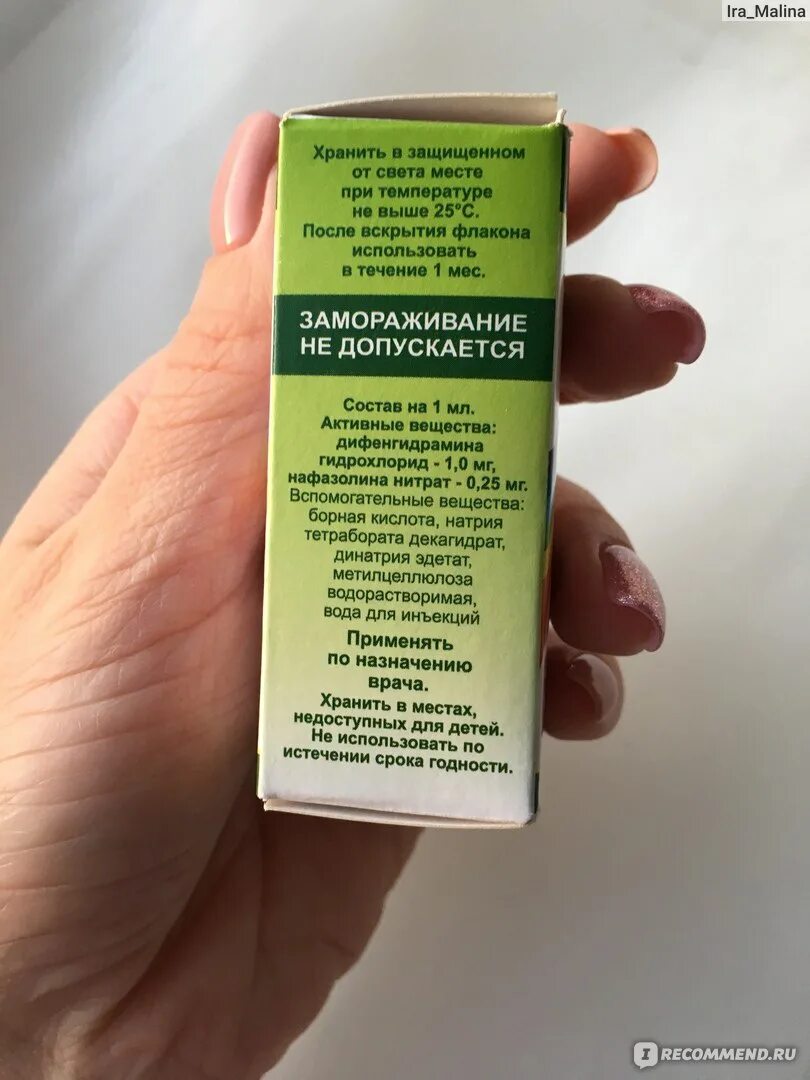 Ira_Malina
Хранить в защищенном
от света месте
при температуре
не выше 25°С.
После вскрытия флакона
использовать
в течение 1 мес.
ЗАМОРАЖИВАНИЕ
НЕ ДОПУСКАЕТСЯ
Состав на 1 мл.
Активные вещества:
дифенгидрамина
гидрохлорид - 1,0 мг,
нафазолина нитрат - 0,25 мг.
Вспомогательные вещества:
борная кислота, натрия
тетрабората декагидрат,
динатрия эдетат,
метилцеллюлоза
водорастворимая,
вода для инъекций
Применять
по назначению
врача.
Хранить в местах,
недоступных для детей.
Не использовать по
истечении срока годности.
IRECOMMEND.RU